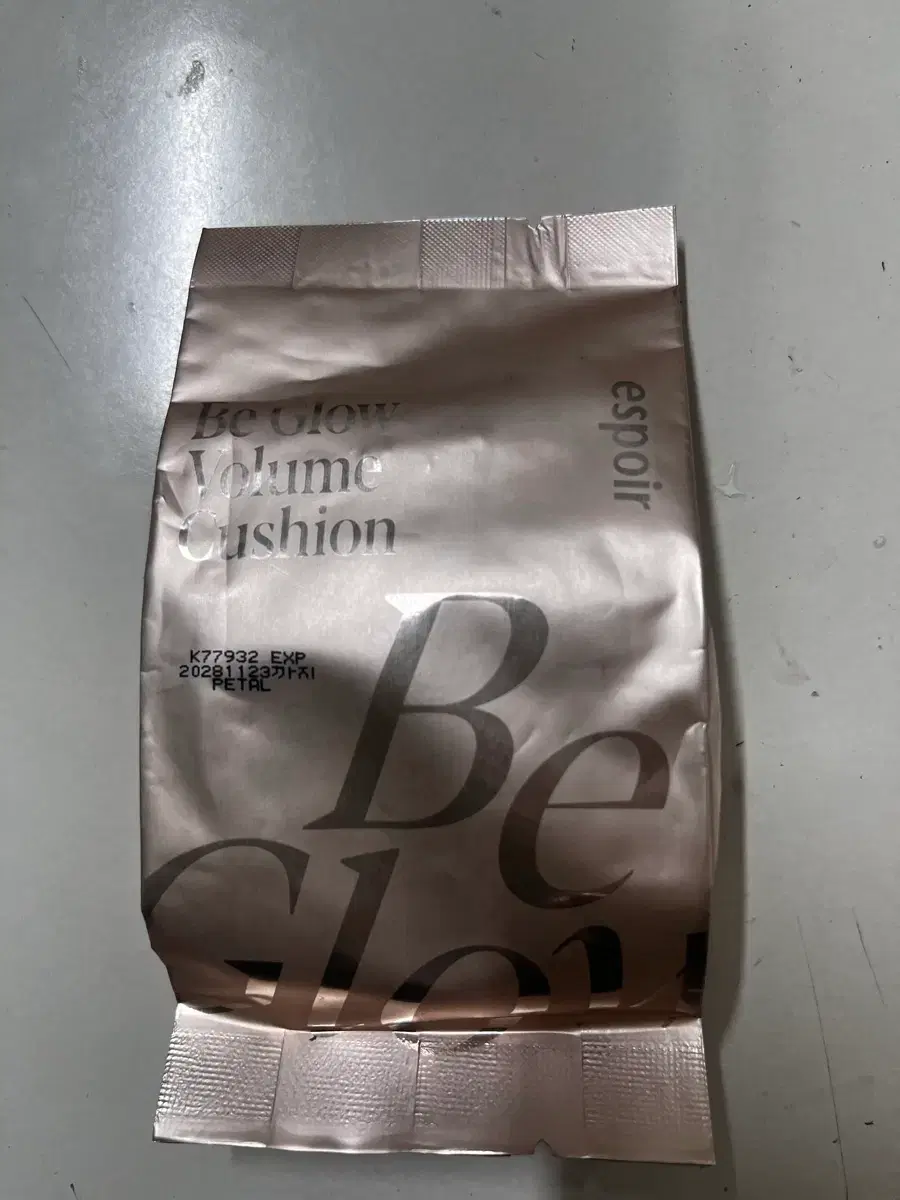 Be Glow
Volume
Cushion
espoir
K77932 EXP
20281123까지
PETAL
Be
Glow